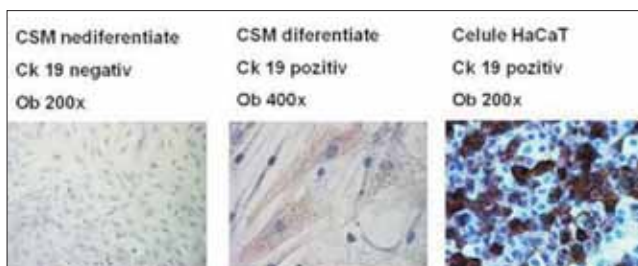 CSM nediferentiate
Ck 19 negativ
Ob 200x
CSM diferentiate
Ck 19 pozitiv
Ob 400x
Celule HaCaT
Ck 19 pozitiv
Ob 200x